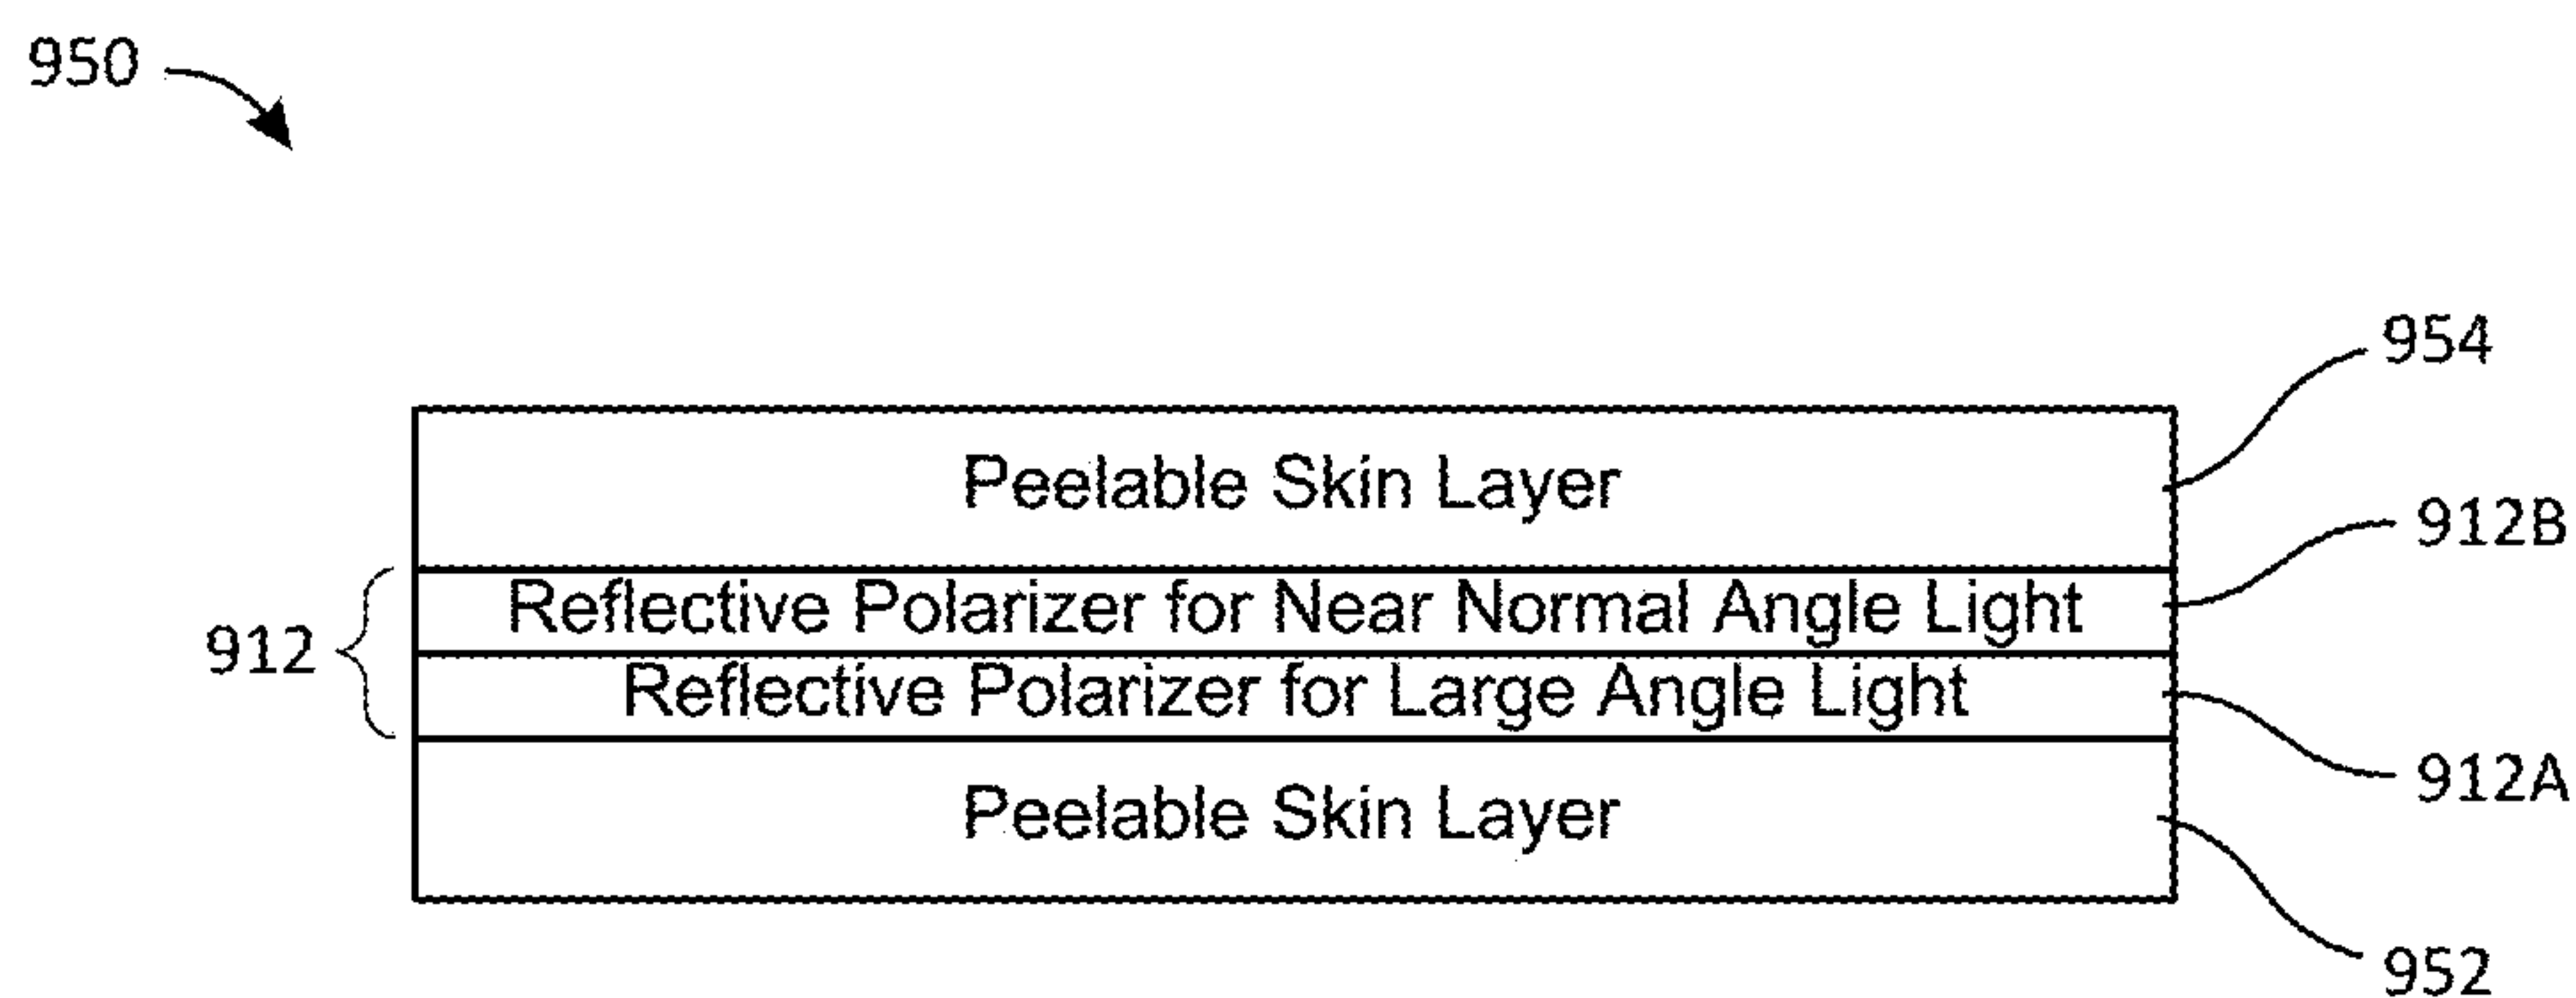 950
954
Peelable Skin Layer
912B
Reflective Polarizer for Near Normal Angle Light
912
Reflective Polarizer for Large Angle Light
912A
Peelable Skin Layer
952